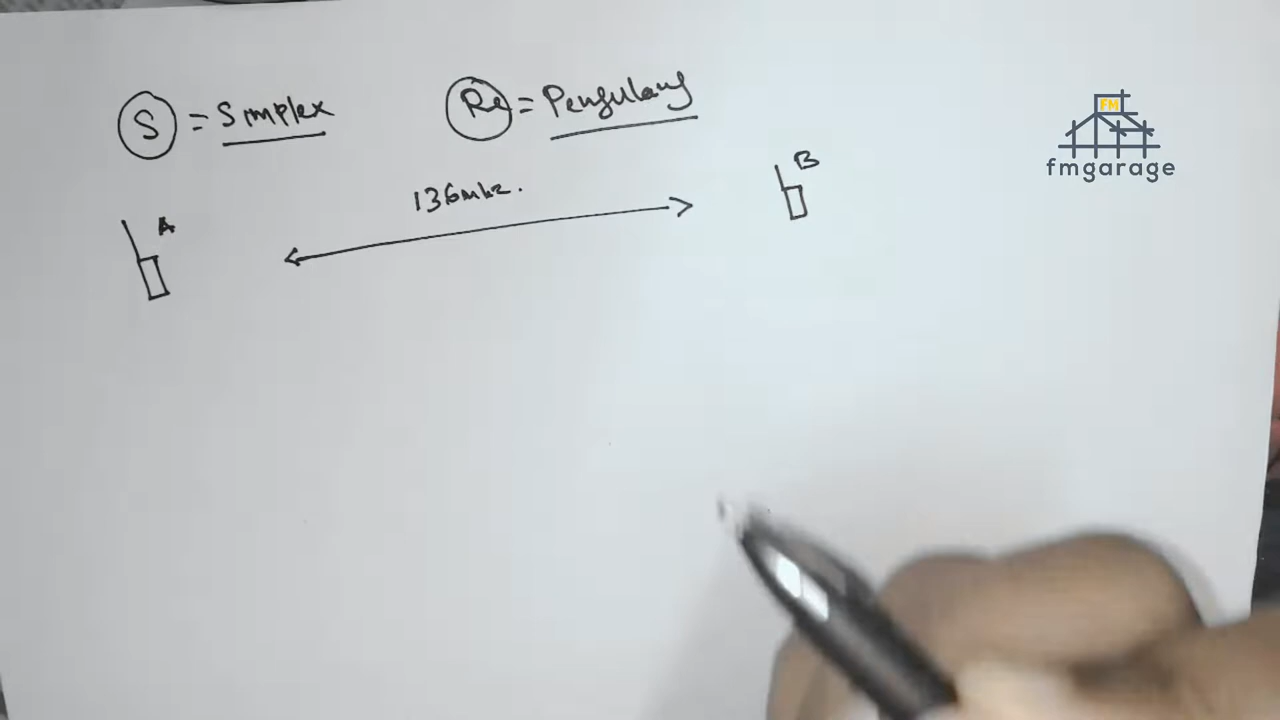 S = Simplex
Re = Pengulang
136mhz.
A
B
FM
fmgarage